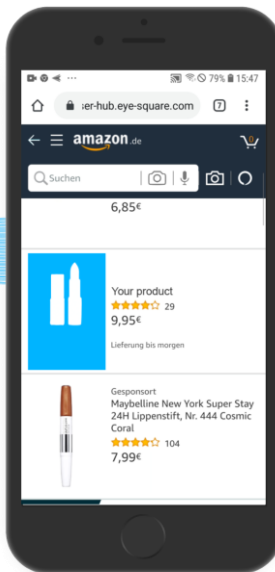 79% 15:47
ser-hub.eye-square.com 7
amazon.de
Suchen
6,85€
Your product
29
9,95€
Lieferung bis morgen
Gesponsort
Maybelline New York Super Stay
24H Lippenstift, Nr. 444 Cosmic
Coral
104
7,99€